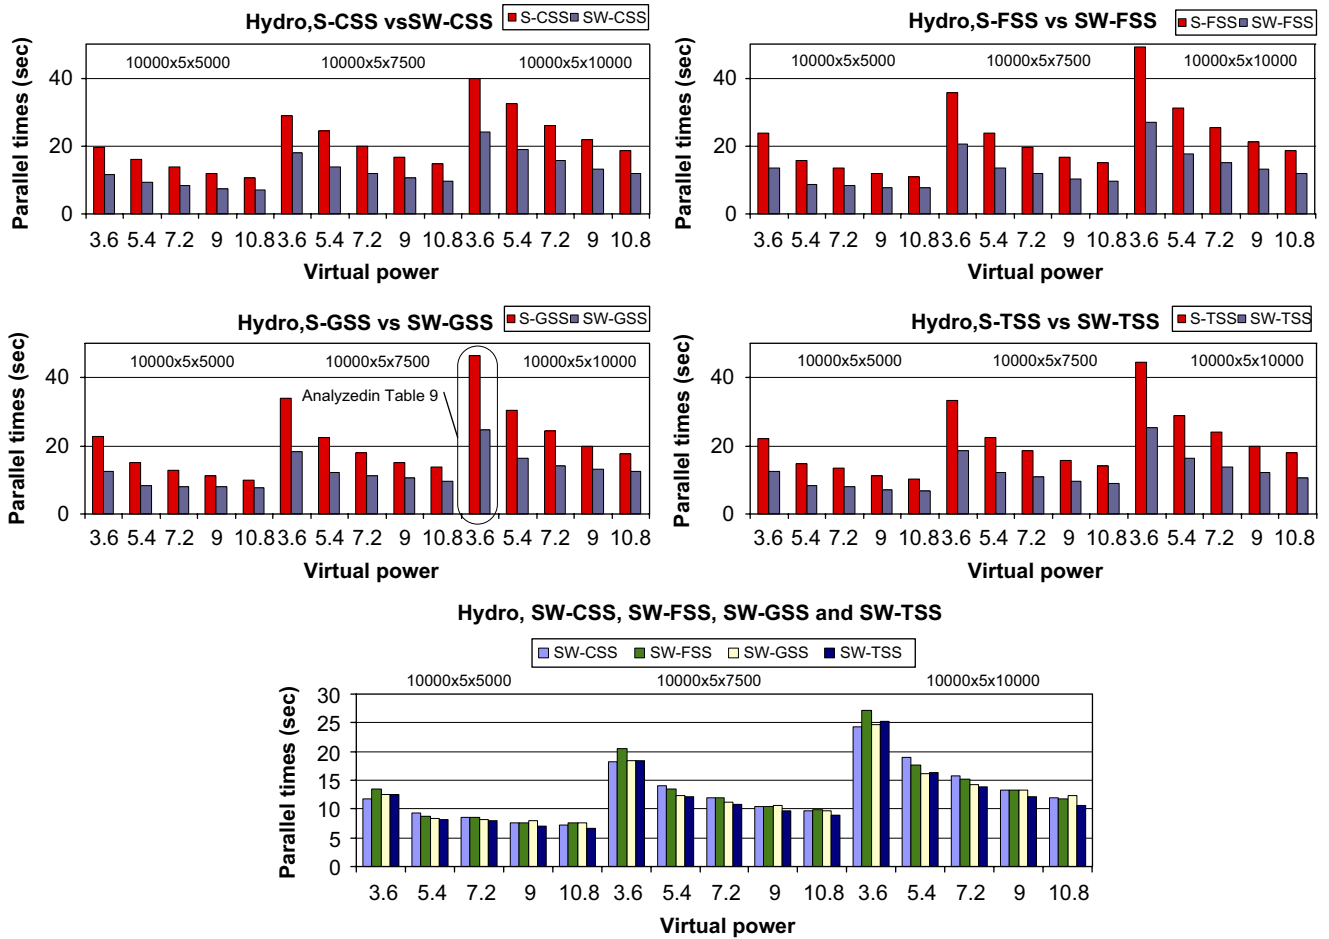 Hydro,S-CSS vsSW-CSS
S-CSS SW-CSS
Parallel times (sec)
10000x5x5000 10000x5x7500 10000x5x10000
40
20
0
3.6 5.4 7.2 9 10.8 3.6 5.4 7.2 9 10.8 3.6 5.4 7.2 9 10.8
Virtual power
Hydro,S-FSS vs SW-FSS
S-FSS SW-FSS
Parallel times (sec)
10000x5x5000 10000x5x7500 10000x5x10000
40
20
0
3.6 5.4 7.2 9 10.8 3.6 5.4 7.2 9 10.8 3.6 5.4 7.2 9 10.8
Virtual power
Hydro,S-GSS vs SW-GSS
S-GSS SW-GSS
Parallel times (sec)
10000x5x5000 10000x5x7500 10000x5x10000
Analyzedin Table 9
40
20
0
3.6 5.4 7.2 9 10.8 3.6 5.4 7.2 9 10.8 3.6 5.4 7.2 9 10.8
Virtual power
Hydro,S-TSS vs SW-TSS
S-TSS SW-TSS
Parallel times (sec)
10000x5x5000 10000x5x7500 10000x5x10000
40
20
0
3.6 5.4 7.2 9 10.8 3.6 5.4 7.2 9 10.8 3.6 5.4 7.2 9 10.8
Virtual power
Hydro, SW-CSS, SW-FSS, SW-GSS and SW-TSS
SW-CSS SW-FSS SW-GSS SW-TSS
10000x5x5000 10000x5x7500 10000x5x10000
Parallel times (sec)
30
25
20
15
10
5
0
3.6 5.4 7.2 9 10.8 3.6 5.4 7.2 9 10.8 3.6 5.4 7.2 9 10.8
Virtual power